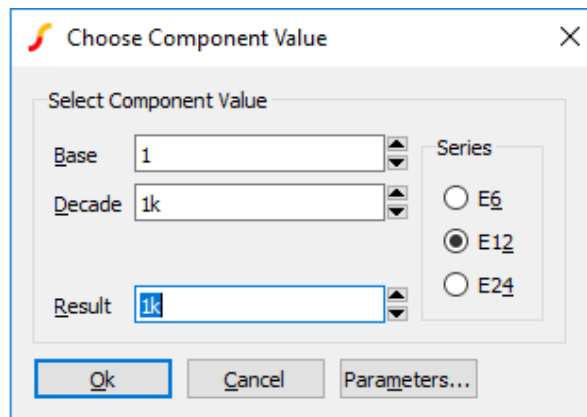 Choose Component Value
Select Component Value
Base 1
Decade 1k
Result 1k
Series
E6
E12
E24
Ok Cancel Parameters...